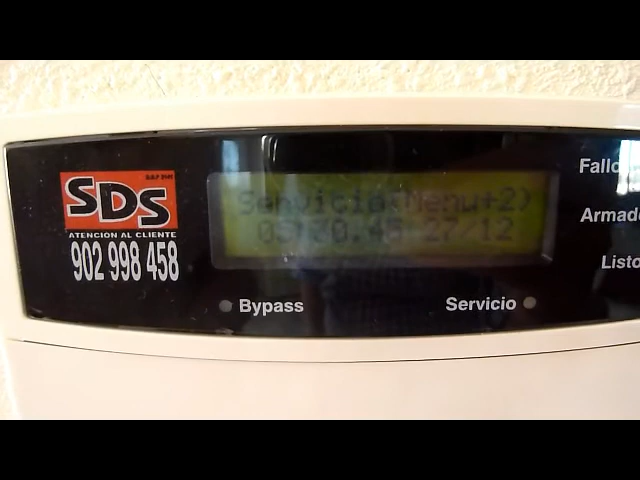 SDS
ATENCION AL CLIENTE
902 998 458
Servicio(Menu+2)
27/12
Bypass
Servicio
Fallo
Armado
Listo